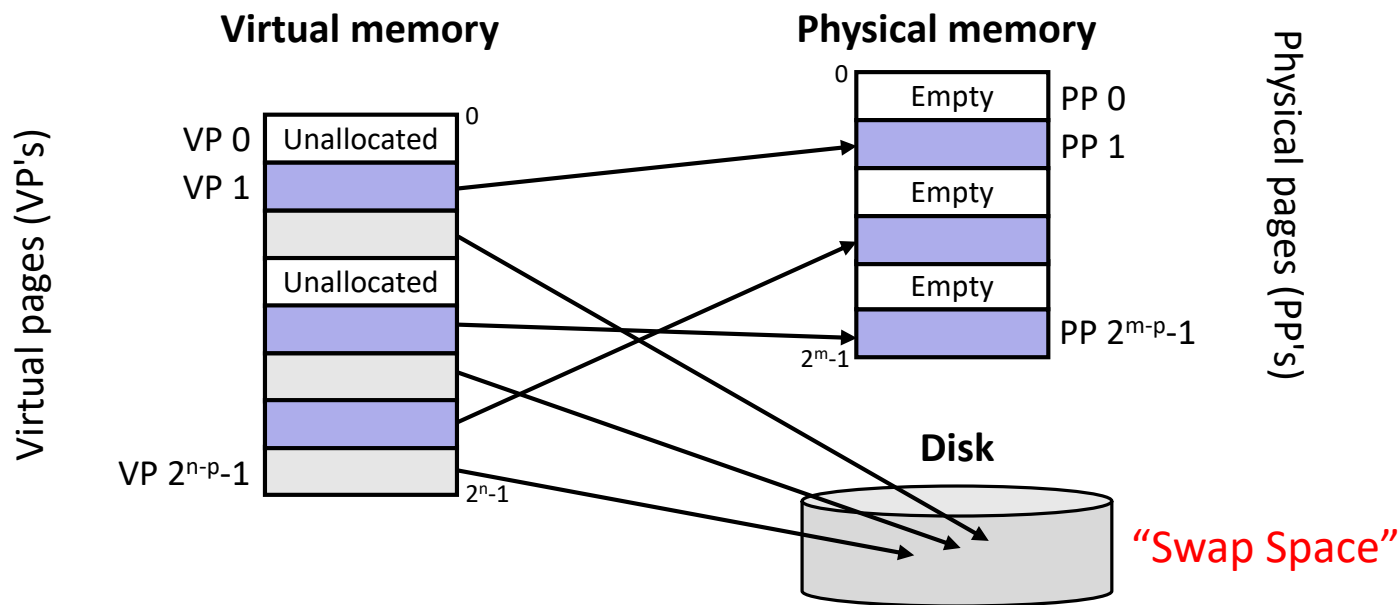 Virtual memory
Physical memory
Virtual pages (VP's)
Physical pages (PP's)
0
VP 0
Unallocated
VP 1
Unallocated
VP 2ⁿ⁻ᵖ-1
2ⁿ-1
0
Empty
PP 0
PP 1
Empty
Empty
PP 2ᵐ⁻ᵖ-1
2ᵐ-1
Disk
“Swap Space”